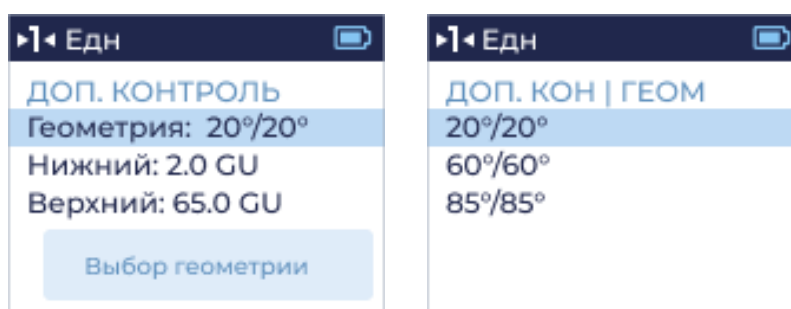 Едн
ДОП. КОНТРОЛЬ
Геометрия: 20°/20°
Нижний: 2.0 GU
Верхний: 65.0 GU
Выбор геометрии
Едн
ДОП. КОН | ГЕОМ
20°/20°
60°/60°
85°/85°